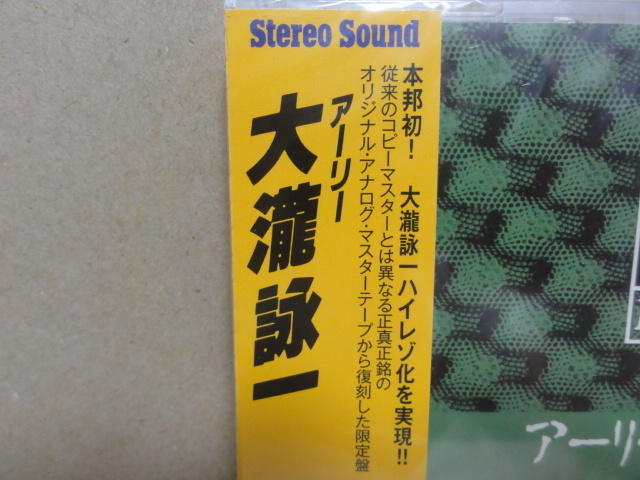 Stereo Sound
本邦初! 大瀧詠一ハイレゾ化を実現!!
従来のコピーマスターとは異なる正真正銘の
オリジナル・アナログ・マスターテープから復刻した限定盤
アーリー
大瀧詠一
アーリー